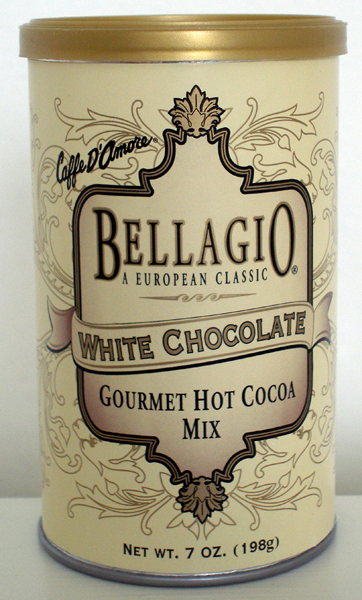 Caffe D'Amore®
BELLAGIO®
A EUROPEAN CLASSIC
WHITE CHOCOLATE
GOURMET HOT COCOA
MIX
NET WT. 7 OZ. (198g)